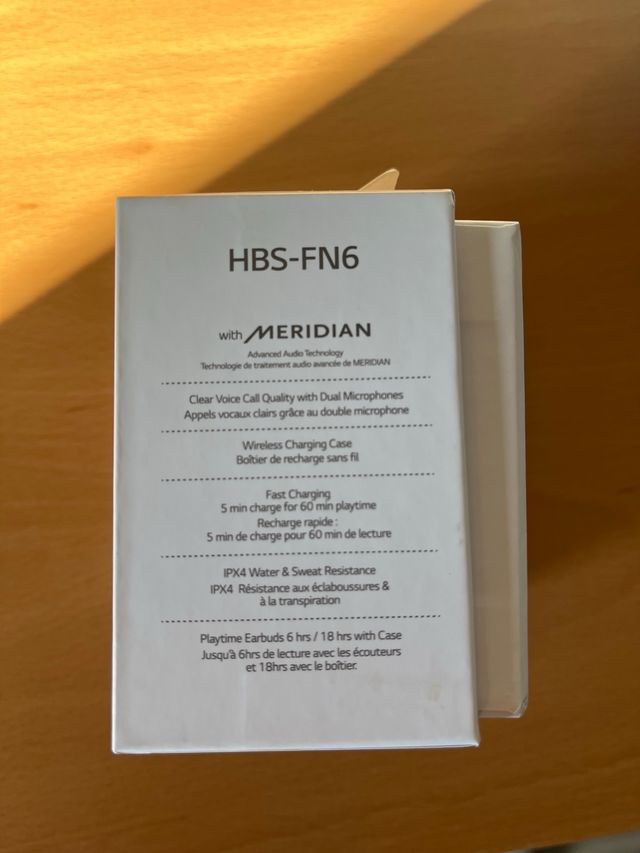 HBS-FN6
with MERIDIAN
Advanced Audio Technology
Technologie de traitement audio avancée de MERIDIAN
Clear Voice Call Quality with Dual Microphones
Appels vocaux clairs grâce au double microphone
Wireless Charging Case
Boîtier de recharge sans fil
Fast Charging
5 min charge for 60 min playtime
Recharge rapide :
5 min de charge pour 60 min de lecture
IPX4 Water & Sweat Resistance
IPX4 Résistance aux éclaboussures &
à la transpiration
Playtime Earbuds 6 hrs / 18 hrs with Case
Jusqu'à 6hrs de lecture avec les écouteurs
et 18hrs avec le boîtier.